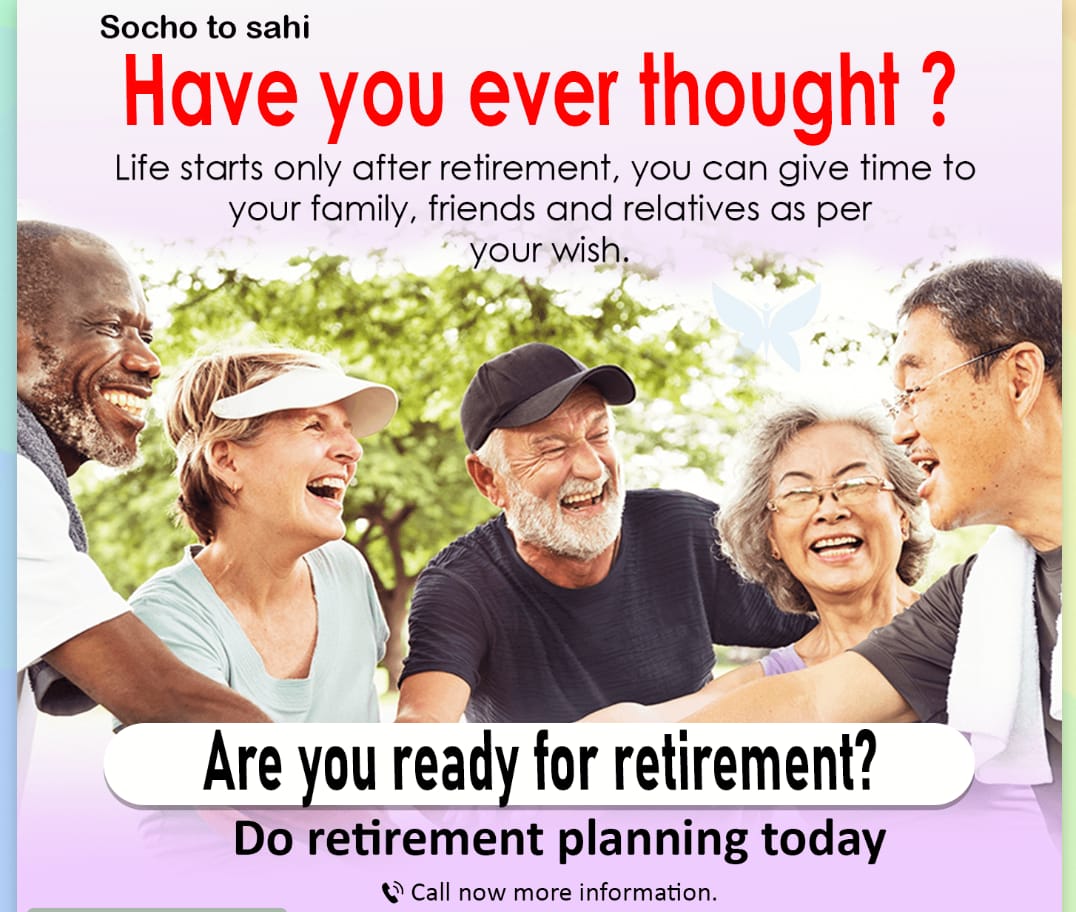 Socho to sahi
Have you ever thought ?
Life starts only after retirement, you can give time to
your family, friends and relatives as per
your wish.
Are you ready for retirement?
Do retirement planning today
Call now more information.